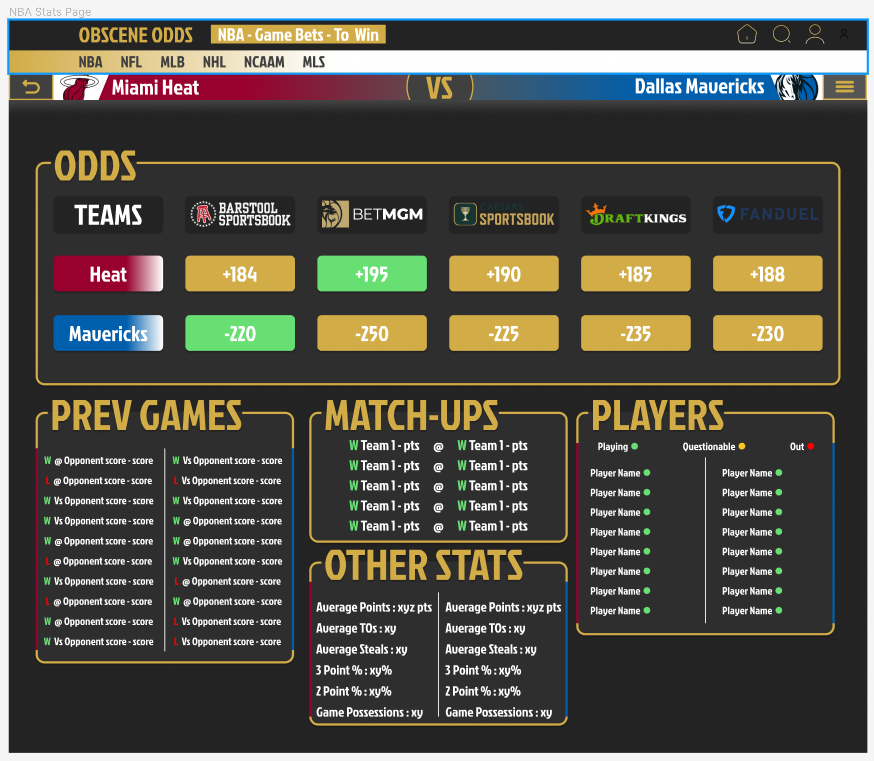 NBA Stats Page
OBSCENE ODDS NBA - Game Bets - To Win
NBA NFL MLB NHL NCAAM MLS
Miami Heat VS Dallas Mavericks
ODDS
TEAMS BARSTOOL SPORTSBOOK BETMGM CAESARS SPORTSBOOK DRAFTKINGS FANDUEL
Heat +184 +195 +190 +185 +188
Mavericks -220 -250 -225 -235 -230
PREV GAMES
W @ Opponent score - score W Vs Opponent score - score
L @ Opponent score - score L Vs Opponent score - score
W Vs Opponent score - score W Vs Opponent score - score
W Vs Opponent score - score W @ Opponent score - score
W @ Opponent score - score W @ Opponent score - score
L @ Opponent score - score W Vs Opponent score - score
W Vs Opponent score - score L @ Opponent score - score
L @ Opponent score - score W @ Opponent score - score
W @ Opponent score - score L Vs Opponent score - score
W Vs Opponent score - score L Vs Opponent score - score
MATCH-UPS
W Team 1 - pts @ W Team 1 - pts
W Team 1 - pts @ W Team 1 - pts
W Team 1 - pts @ W Team 1 - pts
W Team 1 - pts @ W Team 1 - pts
W Team 1 - pts @ W Team 1 - pts
OTHER STATS
Average Points : xyz pts Average Points : xyz pts
Average TOs : xy Average TOs : xy
Average Steals : xy Average Steals : xy
3 Point % : xy% 3 Point % : xy%
2 Point % : xy% 2 Point % : xy%
Game Possessions : xy Game Possessions : xy
PLAYERS
Playing Questionable Out
Player Name Player Name
Player Name Player Name
Player Name Player Name
Player Name Player Name
Player Name Player Name
Player Name Player Name
Player Name Player Name
Player Name Player Name